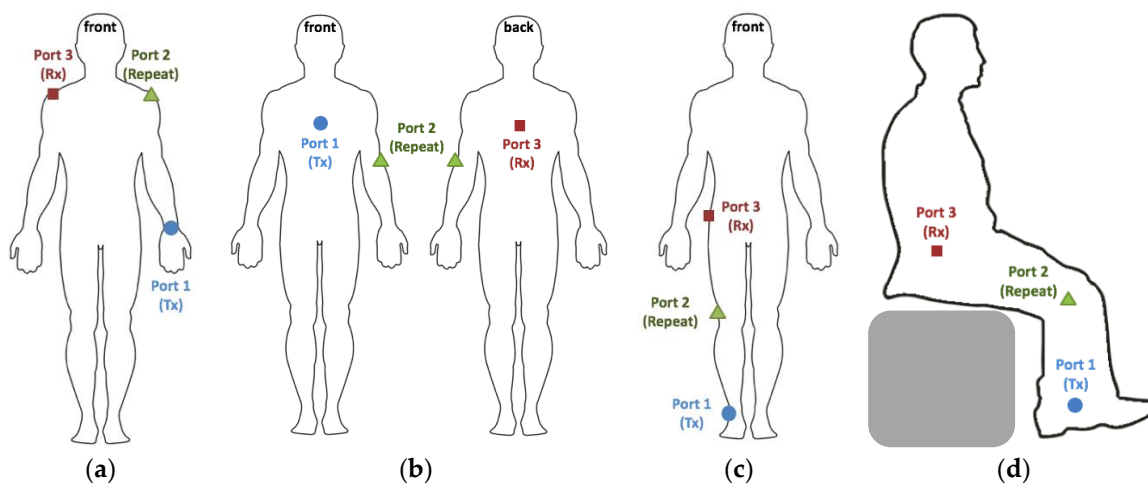 front
Port 3
(Rx)
Port 2
(Repeat)
Port 1
(Tx)
(a)
front
back
Port 1
(Tx)
Port 2
(Repeat)
Port 3
(Rx)
(b)
front
Port 3
(Rx)
Port 2
(Repeat)
Port 1
(Tx)
(c)
Port 3
(Rx)
Port 2
(Repeat)
Port 1
(Tx)
(d)